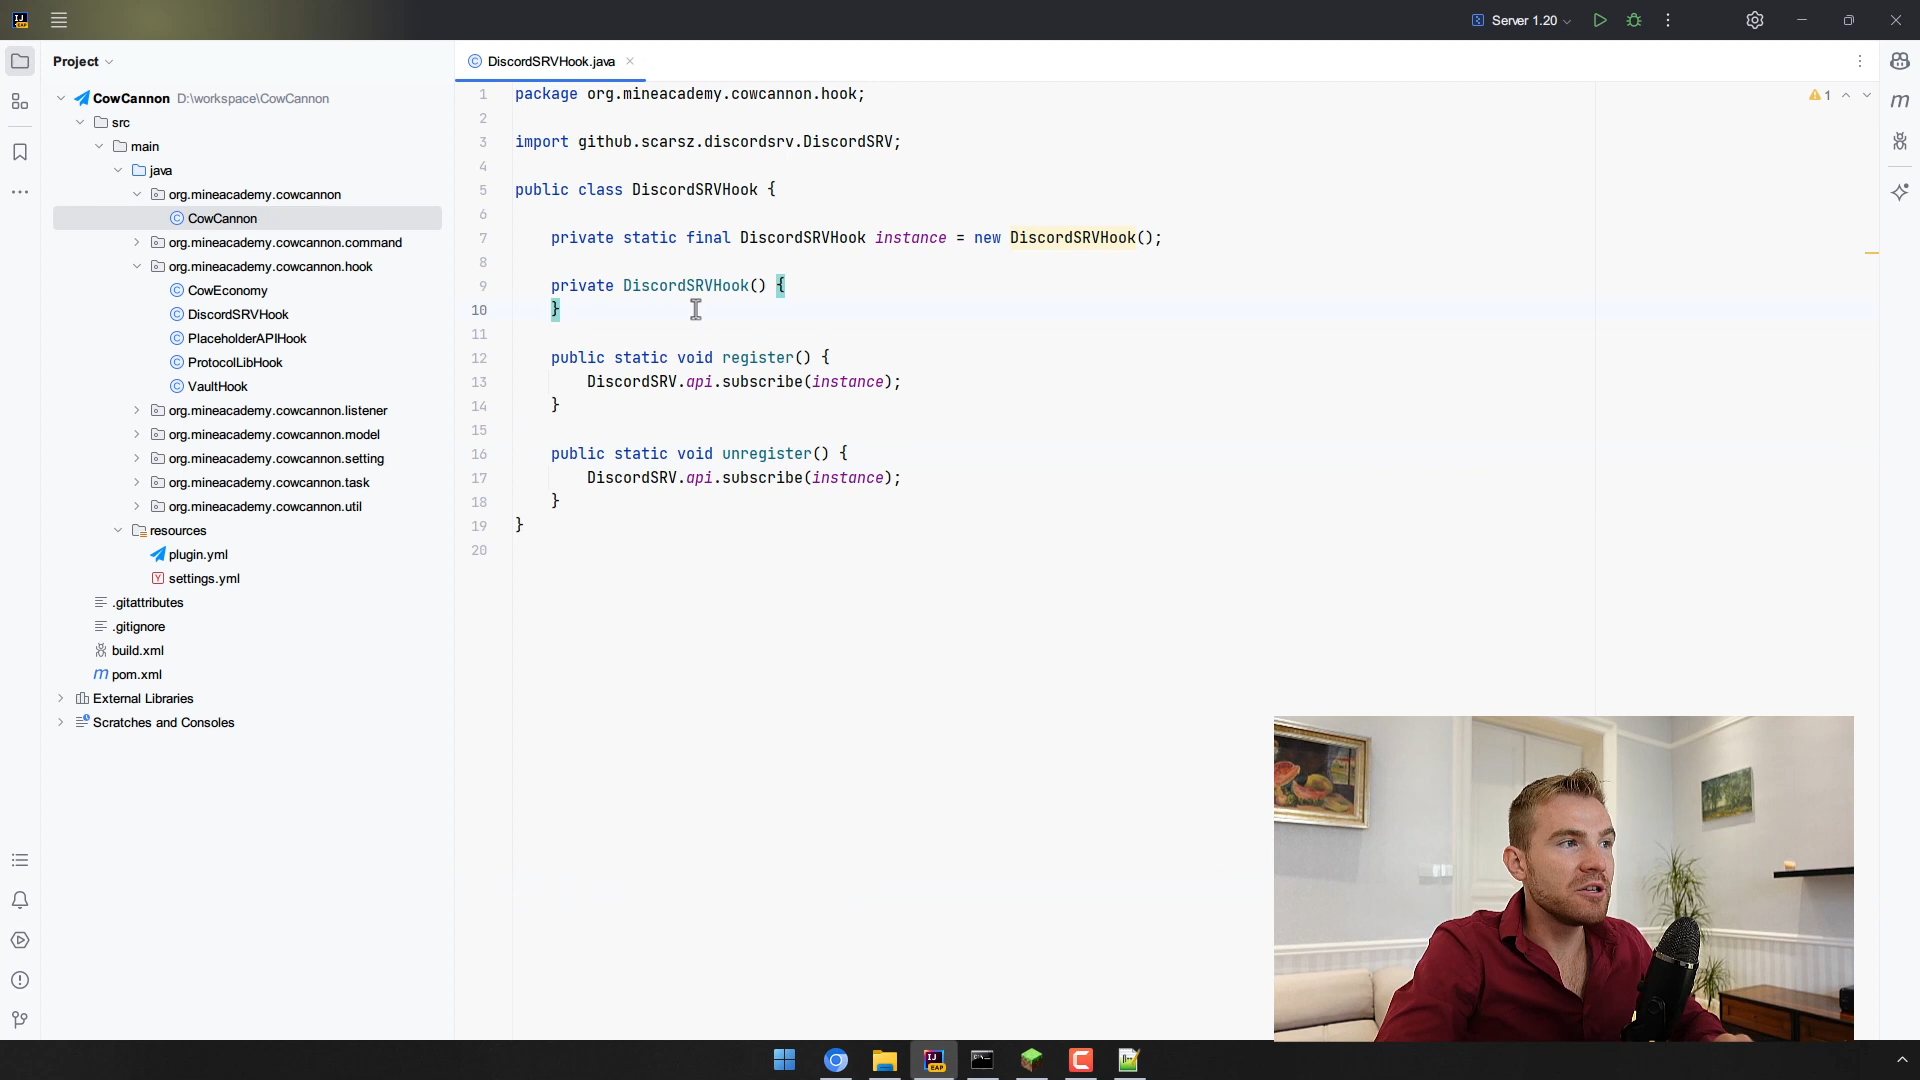 Server 1.20
Project
DiscordSRVHook.java
CowCannon D:\workspace\CowCannon
src
main
java
org.mineacademy.cowcannon
CowCannon
org.mineacademy.cowcannon.command
org.mineacademy.cowcannon.hook
CowEconomy
DiscordSRVHook
PlaceholderAPIHook
ProtocolLibHook
VaultHook
org.mineacademy.cowcannon.listener
org.mineacademy.cowcannon.model
org.mineacademy.cowcannon.setting
org.mineacademy.cowcannon.task
org.mineacademy.cowcannon.util
resources
plugin.yml
settings.yml
.gitattributes
.gitignore
build.xml
pom.xml
External Libraries
Scratches and Consoles
1 package org.mineacademy.cowcannon.hook;
2
3 import github.scarsz.discordsrv.DiscordSRV;
4
5 public class DiscordSRVHook {
6
7 private static final DiscordSRVHook instance = new DiscordSRVHook();
8
9 private DiscordSRVHook() {
10 }
11
12 public static void register() {
13 DiscordSRV.api.subscribe(instance);
14 }
15
16 public static void unregister() {
17 DiscordSRV.api.subscribe(instance);
18 }
19 }
20
1